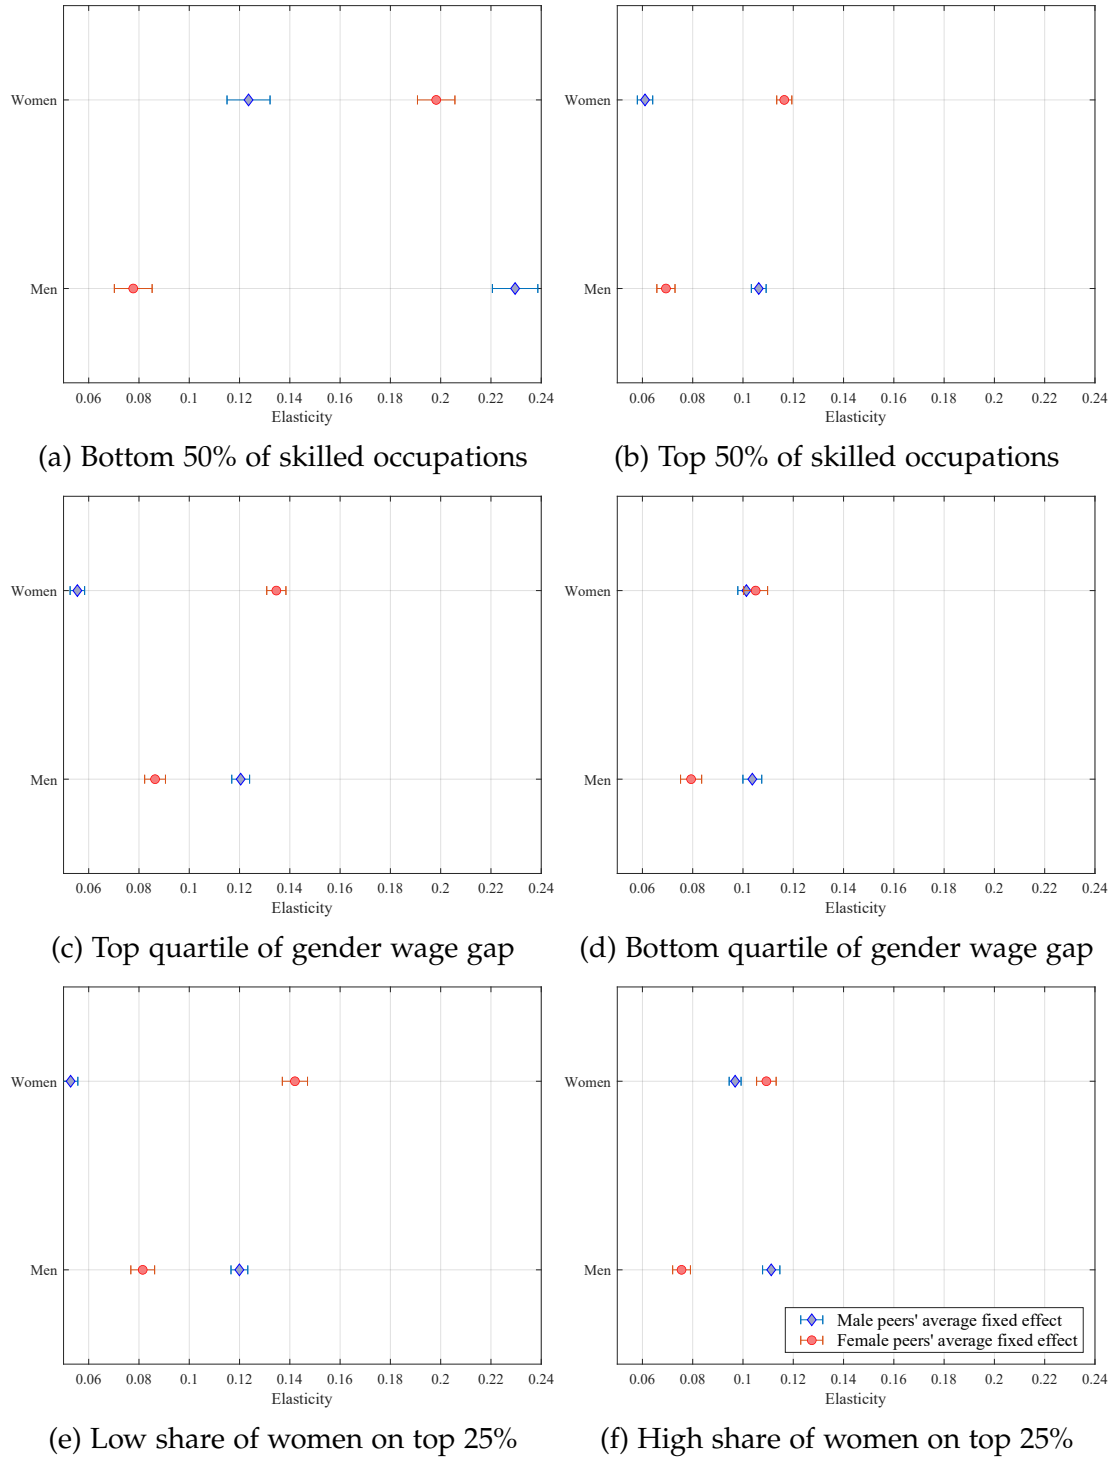 Women
Men
0.06 0.08 0.1 0.12 0.14 0.16 0.18 0.2 0.22 0.24
Elasticity
(a) Bottom 50% of skilled occupations
Women
Men
0.06 0.08 0.1 0.12 0.14 0.16 0.18 0.2 0.22 0.24
Elasticity
(b) Top 50% of skilled occupations
Women
Men
0.06 0.08 0.1 0.12 0.14 0.16 0.18 0.2 0.22 0.24
Elasticity
(c) Top quartile of gender wage gap
Women
Men
0.06 0.08 0.1 0.12 0.14 0.16 0.18 0.2 0.22 0.24
Elasticity
(d) Bottom quartile of gender wage gap
Women
Men
0.06 0.08 0.1 0.12 0.14 0.16 0.18 0.2 0.22 0.24
Elasticity
(e) Low share of women on top 25%
Women
Men
Male peers' average fixed effect
Female peers' average fixed effect
0.06 0.08 0.1 0.12 0.14 0.16 0.18 0.2 0.22 0.24
Elasticity
(f) High share of women on top 25%